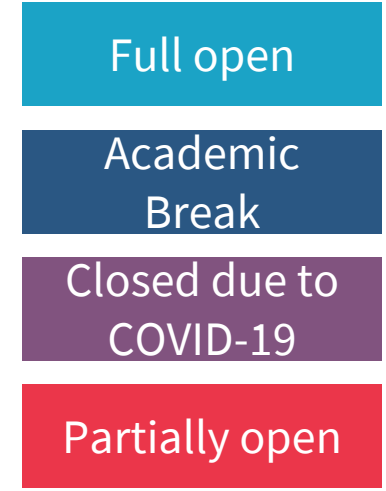 Full open
Academic
Break
Closed due to
COVID-19
Partially open